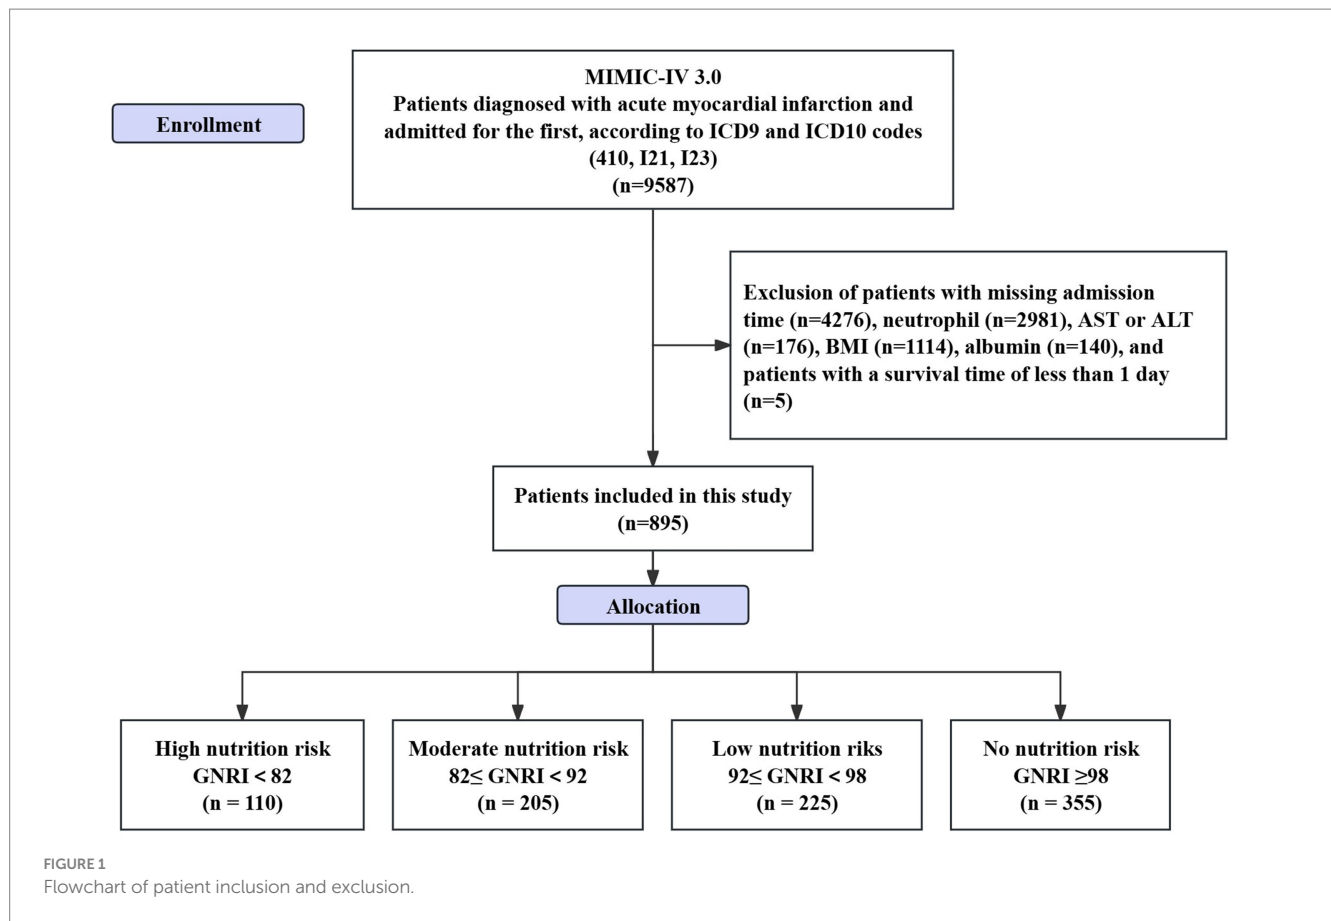 MIMIC-IV 3.0
Patients diagnosed with acute myocardial infarction and
admitted for the first, according to ICD9 and ICD10 codes
(410, I21, I23)
(n=9587)
Enrollment
Exclusion of patients with missing admission
time (n=4276), neutrophil (n=2981), AST or ALT
(n=176), BMI (n=1114), albumin (n=140), and
patients with a survival time of less than 1 day
(n=5)
Patients included in this study
(n=895)
Allocation
High nutrition risk
GNRI < 82
(n = 110)
Moderate nutrition risk
82≤ GNRI < 92
(n = 205)
Low nutrition riks
92≤ GNRI < 98
(n = 225)
No nutrition risk
GNRI ≥98
(n = 355)
FIGURE 1
Flowchart of patient inclusion and exclusion.